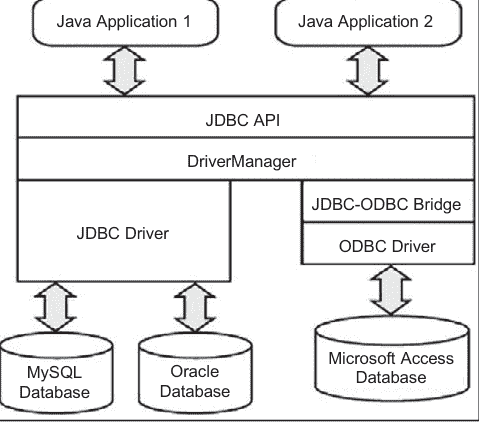 Java Application 1
Java Application 2
JDBC API
DriverManager
JDBC Driver
JDBC-ODBC Bridge
ODBC Driver
MySQL
Database
Oracle
Database
Microsoft Access
Database